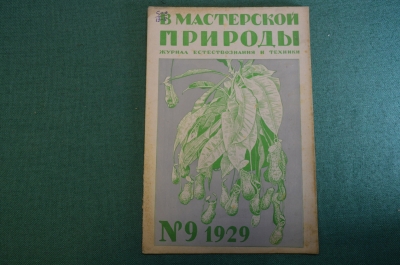 В МАСТЕРСКОЙ
ПРИРОДЫ
ЖУРНАЛ ЕСТЕСТВОЗНАНИЯ И ТЕХНИКИ
№9 1929